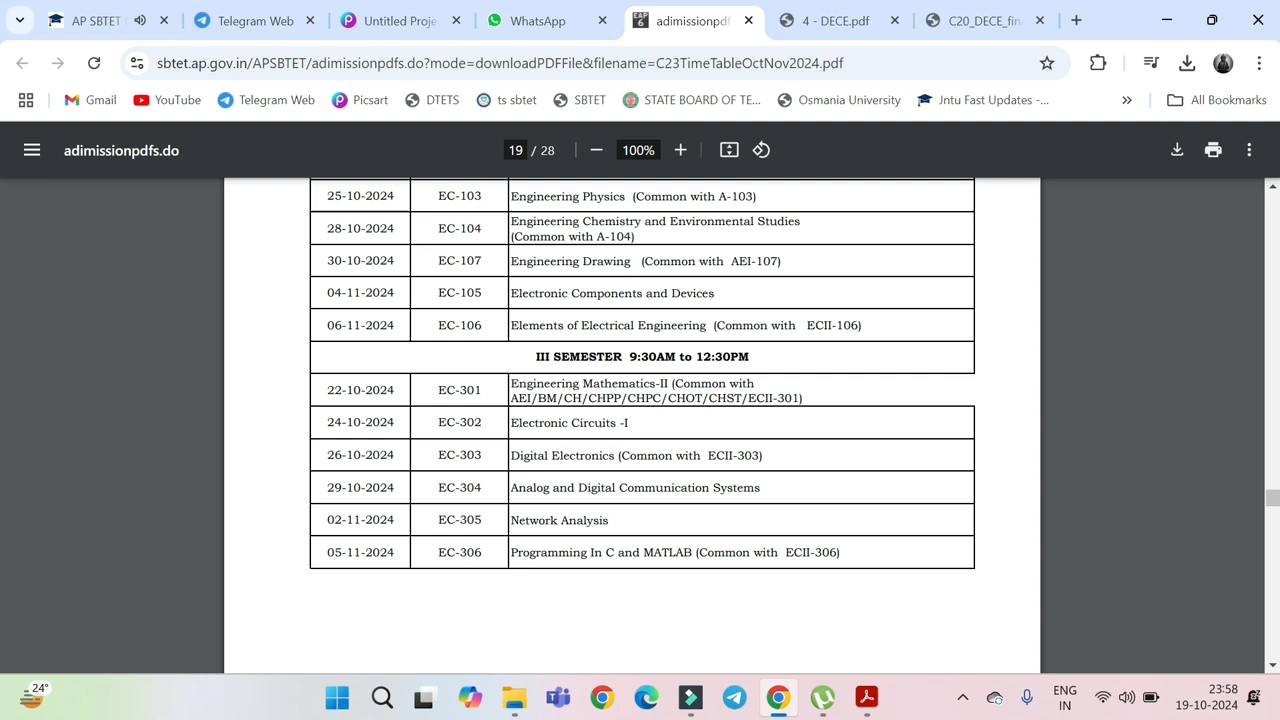 AP SBTET
Telegram Web
Untitled Proje
WhatsApp
adimissionpdf
4 - DECE.pdf
C20_DECE_fin
sbtet.ap.gov.in/APSBTET/adimissionpdfs.do?mode=downloadPDFFile&filename=C23TimeTableOctNov2024.pdf
Gmail
YouTube
Telegram Web
Picsart
DTETS
ts sbtet
SBTET
STATE BOARD OF TE...
Osmania University
Jntu Fast Updates -...
All Bookmarks
adimissionpdfs.do
19 / 28
100%
25-10-2024 EC-103 Engineering Physics (Common with A-103)
28-10-2024 EC-104 Engineering Chemistry and Environmental Studies
(Common with A-104)
30-10-2024 EC-107 Engineering Drawing (Common with AEI-107)
04-11-2024 EC-105 Electronic Components and Devices
06-11-2024 EC-106 Elements of Electrical Engineering (Common with ECII-106)
III SEMESTER 9:30AM to 12:30PM
22-10-2024 EC-301 Engineering Mathematics-II (Common with
AEI/BM/CH/CHPP/CHPC/CHOT/CHST/ECII-301)
24-10-2024 EC-302 Electronic Circuits -I
26-10-2024 EC-303 Digital Electronics (Common with ECII-303)
29-10-2024 EC-304 Analog and Digital Communication Systems
02-11-2024 EC-305 Network Analysis
05-11-2024 EC-306 Programming In C and MATLAB (Common with ECII-306)
24°
ENG
IN
23:58
19-10-2024